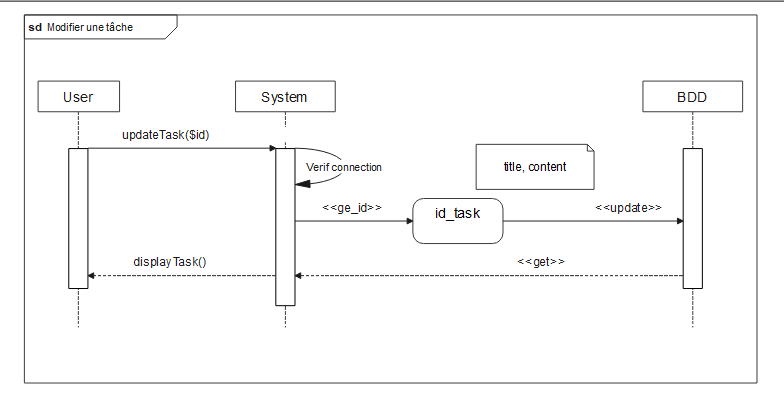 sd Modifier une tâche
User
System
BDD
updateTask($id)
Verif connection
title, content
<<ge_id>>
id_task
<<update>>
displayTask()
<<get>>